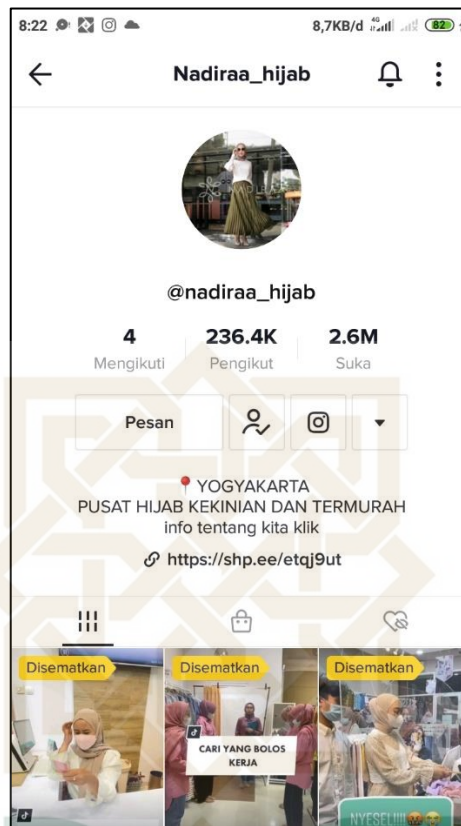 8:22 8,7KB/d 4G 82
Nadiraa_hijab
NADIRAA
@nadiraa_hijab
4 236.4K 2.6M
Mengikuti Pengikut Suka
Pesan
YOGYAKARTA
PUSAT HIJAB KEKINIAN DAN TERMURAH
info tentang kita klik
https://shp.ee/etqj9ut
Disematkan Disematkan Disematkan
CARI YANG BOLOS
KERJA
NYESEL!!!!